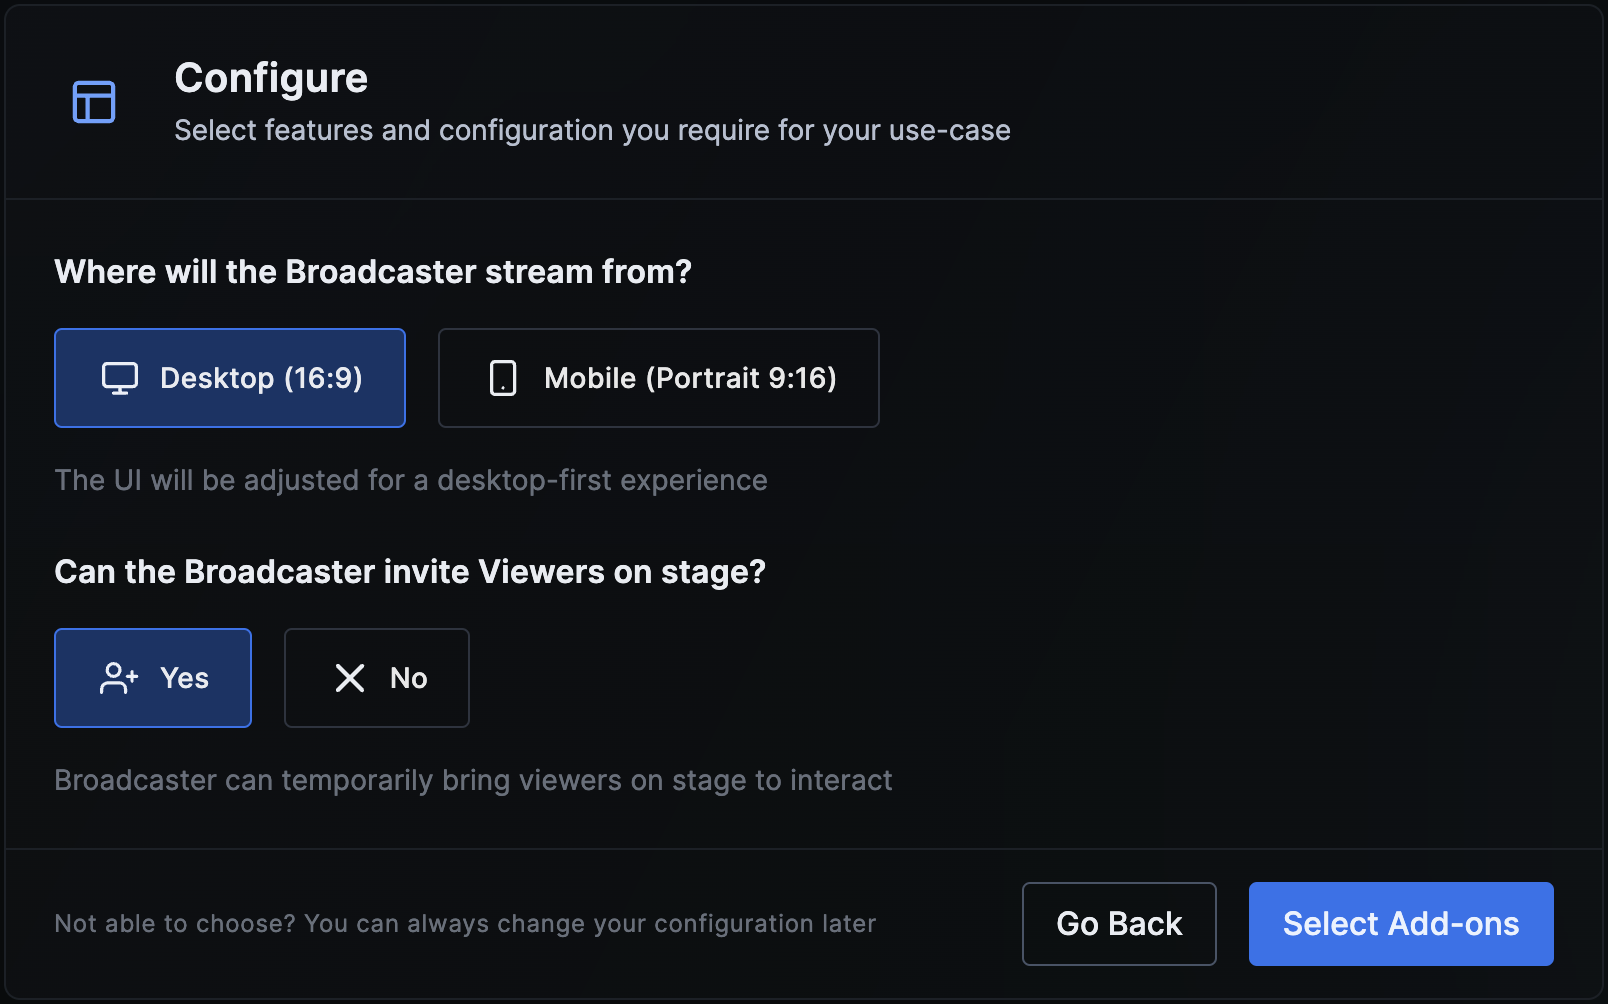 Configure
Select features and configuration you require for your use-case
Where will the Broadcaster stream from?
Desktop (16:9)
Mobile (Portrait 9:16)
The UI will be adjusted for a desktop-first experience
Can the Broadcaster invite Viewers on stage?
Yes
No
Broadcaster can temporarily bring viewers on stage to interact
Not able to choose? You can always change your configuration later
Go Back
Select Add-ons